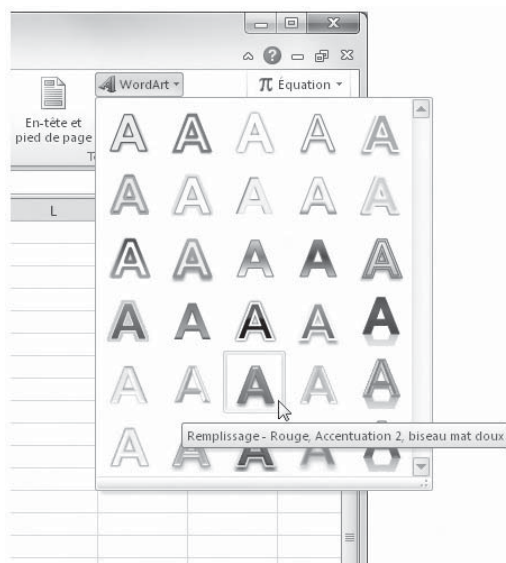 WordArt
Équation
En-tête et
pied de page
L
Remplissage - Rouge, Accentuation 2, biseau mat doux